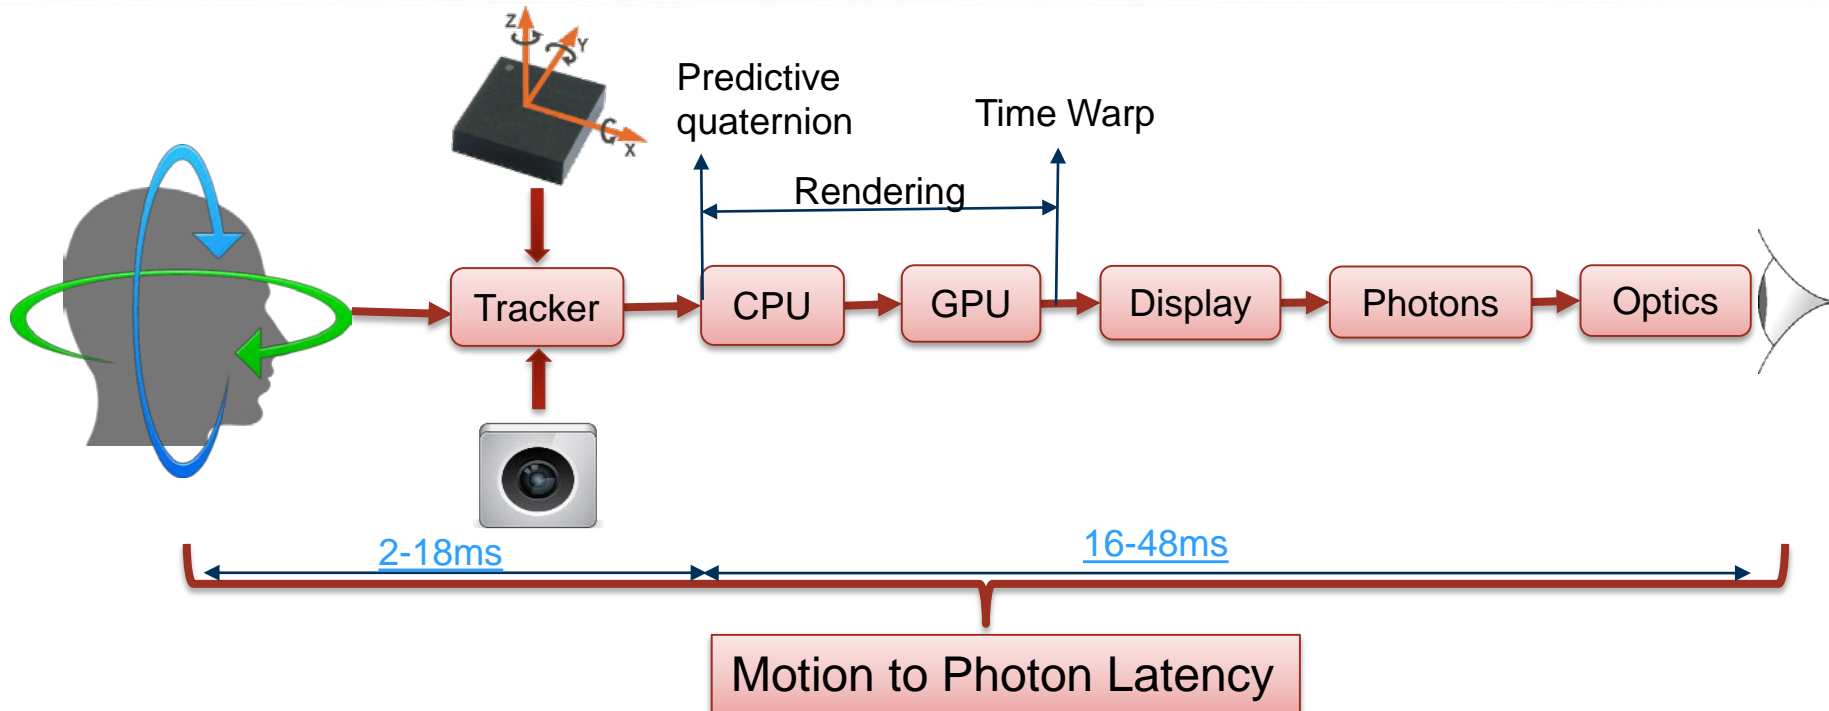 Z
Y
X
Predictive
quaternion
Time Warp
Rendering
Tracker
CPU
GPU
Display
Photons
Optics
2-18ms
16-48ms
Motion to Photon Latency